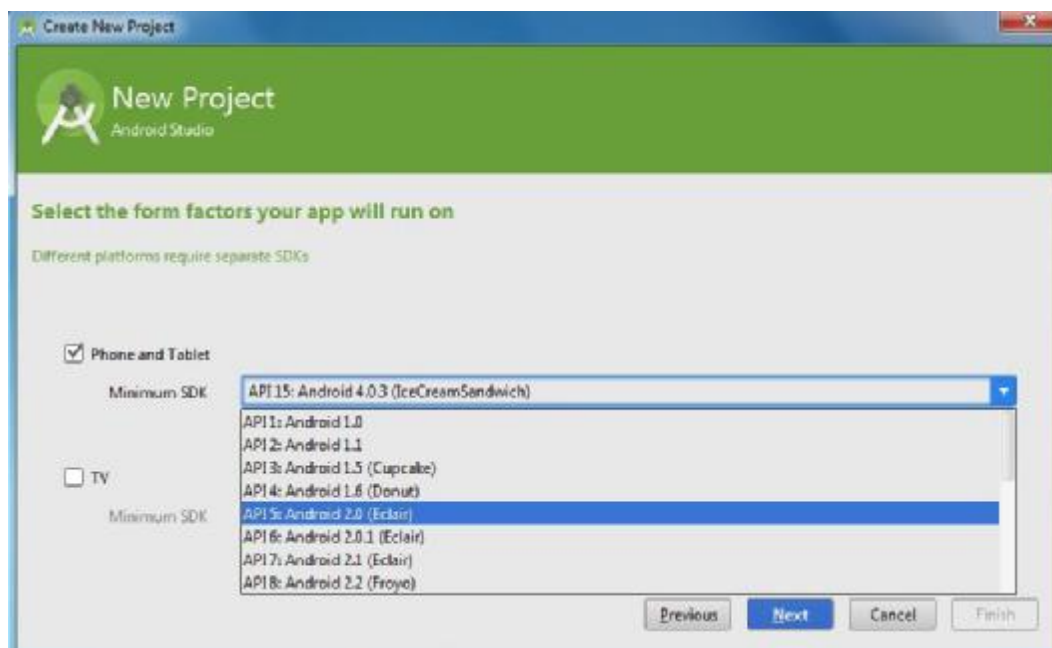 Create New Project
New Project
Android Studio
Select the form factors your app will run on
Different platforms require separate SDKs
Phone and Tablet
Minimum SDK
API 15: Android 4.0.3 (IceCreamSandwich)
API 1: Android 1.0
API 2: Android 1.1
API 3: Android 1.5 (Cupcake)
API 4: Android 1.6 (Donut)
TV
API 5: Android 2.0 (Eclair)
Minimum SDK
API 6: Android 2.0.1 (Eclair)
API 7: Android 2.1 (Eclair)
API 8: Android 2.2 (Froyo)
Previous
Next
Cancel
Finish